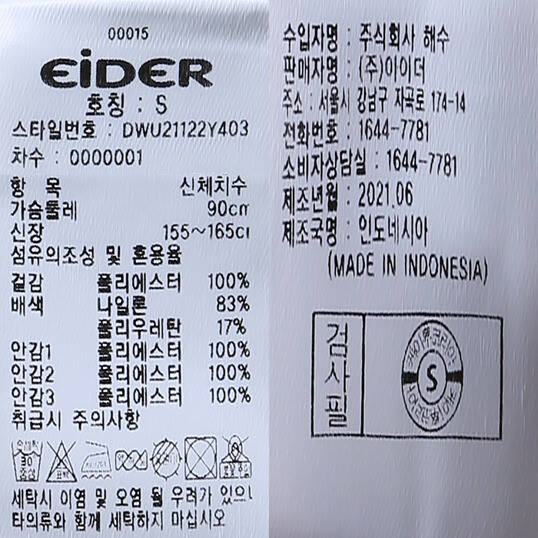 00015
EiDER
호칭 : S
스타일번호 : DWU21122Y403
차수 : 0000001
항 목 신체치수
가슴둘레 90cm
신장 155~165c
섬유의조성 및 혼용율
겉감 폴리에스터 100%
배색 나일론 83%
폴리우레탄 17%
안감1 폴리에스터 100%
안감2 폴리에스터 100%
안감3 폴리에스터 100%
취급시 주의사항
30
중성
세탁시 이염 및 오염 될 우려가 있으니
타의류와 함께 세탁하지 마십시오
수입자명 : 주식회사 해수
판매자명 : (주)아이더
주소 : 서울시 강남구 자곡로 174-14
전화번호 : 1644-7781
소비자상담실 : 1644-7781
제조년월 : 2021.06
제조국명 : 인도네시아
(MADE IN INDONESIA)
검사필
S